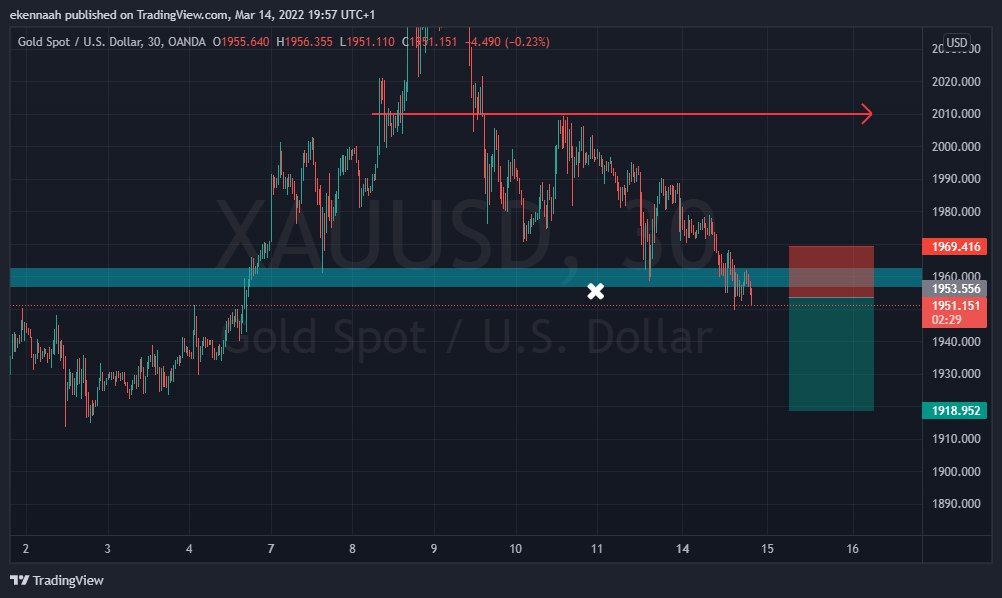 ekennaah published on TradingView.com, Mar 14, 2022 19:57 UTC+1
Gold Spot / U.S. Dollar, 30, OANDA O1955.640 H1956.355 L1951.110 C1951.151 −4.490 (−0.23%)
USD
2020.000
2010.000
2000.000
1990.000
1980.000
XAUUSD, 30
1969.416
1960.000
1953.556
1951.151
02:29
Gold Spot / U.S. Dollar
1940.000
1930.000
1918.952
1910.000
1900.000
1890.000
2 3 4 7 8 9 10 11 14 15 16
TradingView